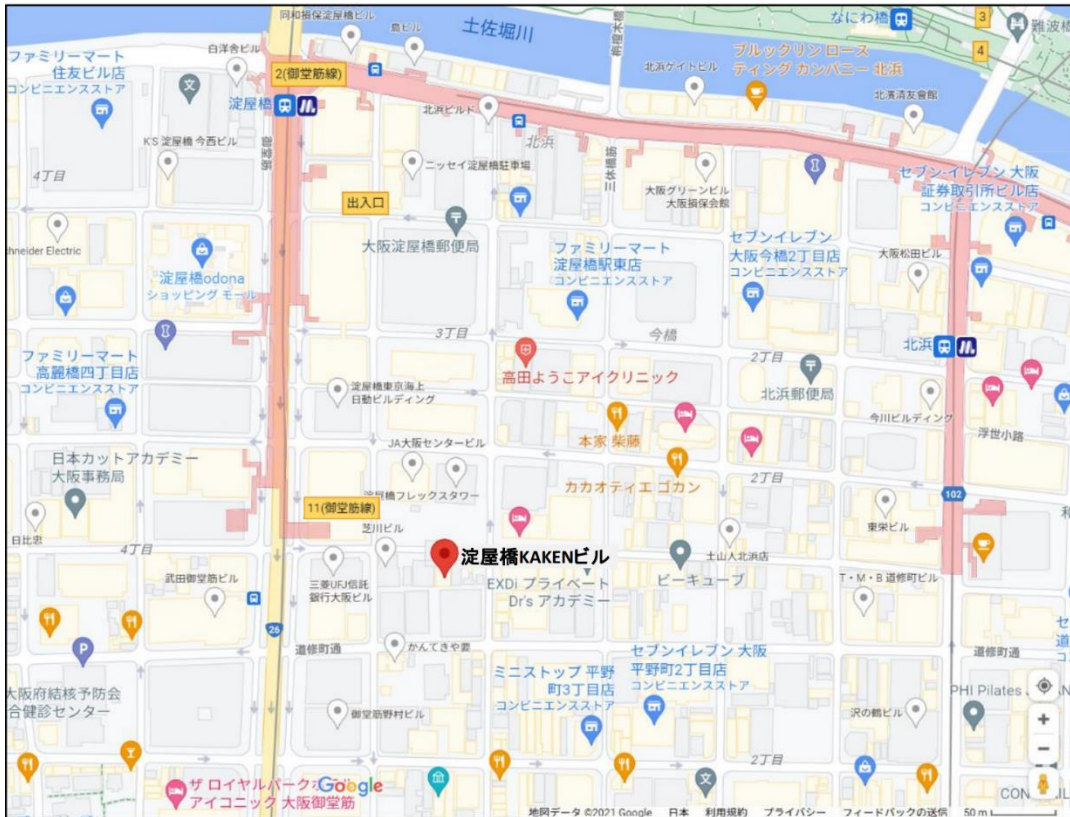 同和損保淀屋橋ビル
島ビル
土佐堀川
なにわ橋
3
4
難波橋
白洋舎ビル
ファミリーマート
住友ビル店
コンビニエンスストア
2(御堂筋線)
淀屋橋
北浜ゲートビル
ブルックリン ロース
ティング カンパニー 北浜
北濱清友会館
北浜ビルド
北浜
K'S 淀屋橋 今西ビル
ニッセイ淀屋橋駐車場
三休橋筋
大阪グリーンビル
大阪損保会館
セブン-イレブン 大阪
証券取引所ビル店
コンビニエンスストア
4丁目
出入口
大阪淀屋橋郵便局
chneider Electric
淀屋橋odona
ショッピング モール
ファミリーマート
淀屋橋駅東店
コンビニエンスストア
セブンイレブン
大阪今橋2丁目店
コンビニエンスストア
大阪松田ビル
3丁目
今橋
2丁目
北浜
ファミリーマート
高麗橋四丁目店
コンビニエンスストア
高田ようこアイクリニック
北浜郵便局
淀屋橋東京海上
日動ビルディング
本家 柴藤
今川ビルディング
浮世小路
JA大阪センタービル
日本カットアカデミー
大阪事務局
カカオティエ ゴカン
2丁目
淀屋橋フレックスタワー
102
11(御堂筋線)
芝川ビル
東栄ビル
日比忠
4丁目
淀屋橋KAKENビル
土山人北浜店
武田御堂筋ビル
三菱UFJ信託
銀行大阪ビル
EXDi プライベート
Dr's アカデミー
ビーキューブ
T・M・B 道修町ビル
26
道修町通
かんてきや要
セブンイレブン 大阪
平野町2丁目店
コンビニエンスストア
道修町通
ミニストップ 平野
町3丁目店
コンビニエンスストア
大阪府結核予防会
合健診センター
PHI Pilates
御堂筋野村ビル
沢の鶴ビル
2丁目
ザ ロイヤルパークホ
アイコニック 大阪御堂筋
Google
地図データ ©2021 Google 日本 利用規約 プライバシー フィードバックの送信 50 m